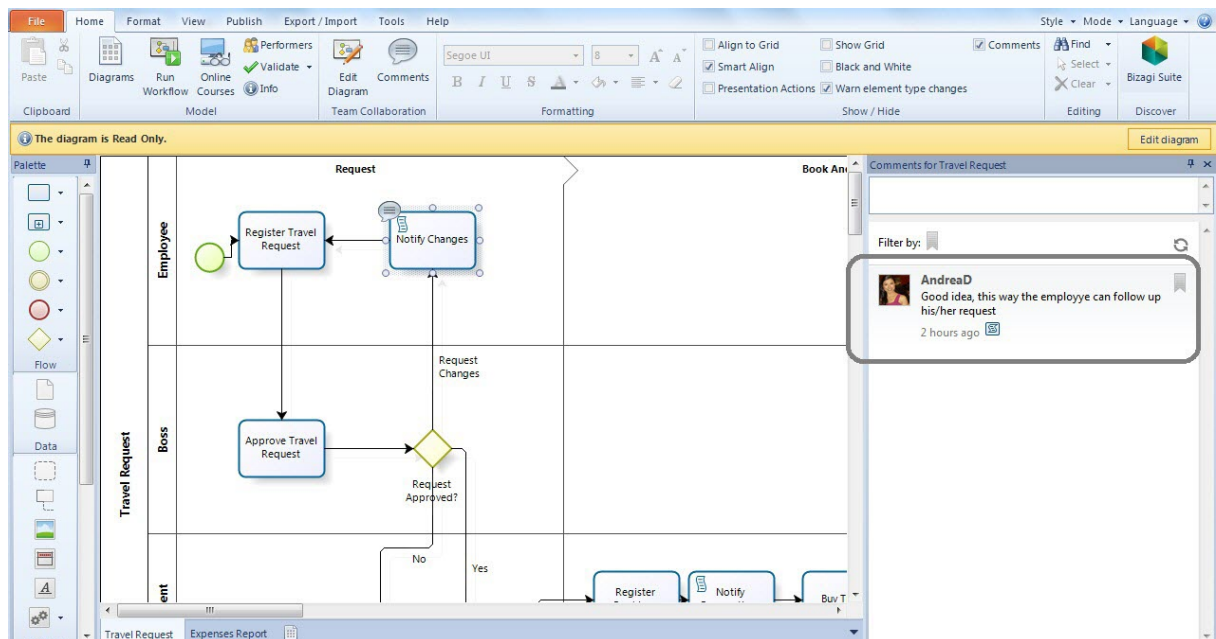 File Home Format View Publish Export / Import Tools Help Style Mode Language
Paste
Clipboard
Diagrams
Run Workflow
Online Courses
Performers
Validate
Info
Model
Edit Diagram
Comments
Team Collaboration
Segoe UI 8 A A
B I U S A
Formatting
Align to Grid Show Grid Comments
Smart Align Black and White
Presentation Actions Warn element type changes
Show / Hide
Find
Select
Clear
Editing
Bizagi Suite
Discover
The diagram is Read Only. Edit diagram
Palette
Flow
Data
A
Travel Request
Employee
Boss
ent
Request
Book An
Register Travel
Request
Notify Changes
Request
Changes
Approve Travel
Request
Request
Approved?
No
Yes
Register
Notify
Buy T
Travel Request Expenses Report
Comments for Travel Request
Filter by:
AndreaD
Good idea, this way the employye can follow up
his/her request
2 hours ago